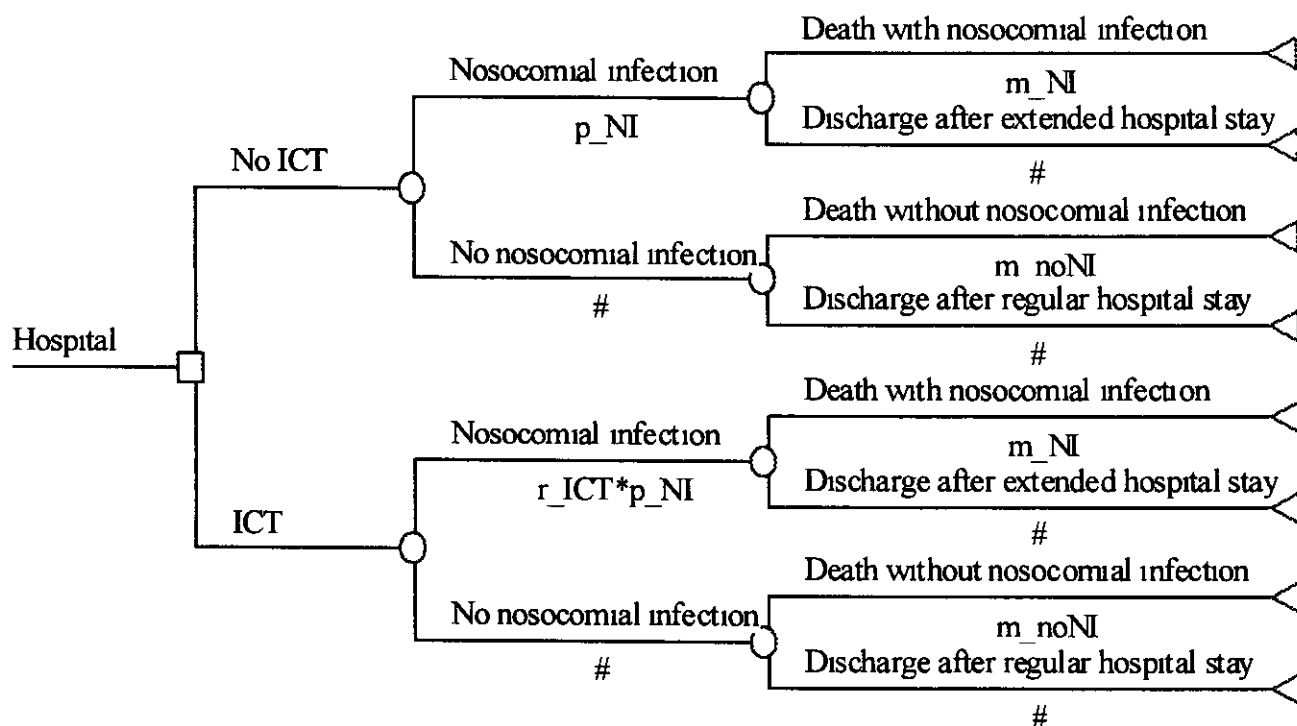 Death with nosocomial infection
Nosocomial infection
m_NI
p_NI
Discharge after extended hospital stay
No ICT
#
Death without nosocomial infection
No nosocomial infection
m_noNI
#
Discharge after regular hospital stay
Hospital
#
Death with nosocomial infection
Nosocomial infection
m_NI
r_ICT*p_NI
Discharge after extended hospital stay
ICT
#
Death without nosocomial infection
No nosocomial infection
m_noNI
#
Discharge after regular hospital stay
#